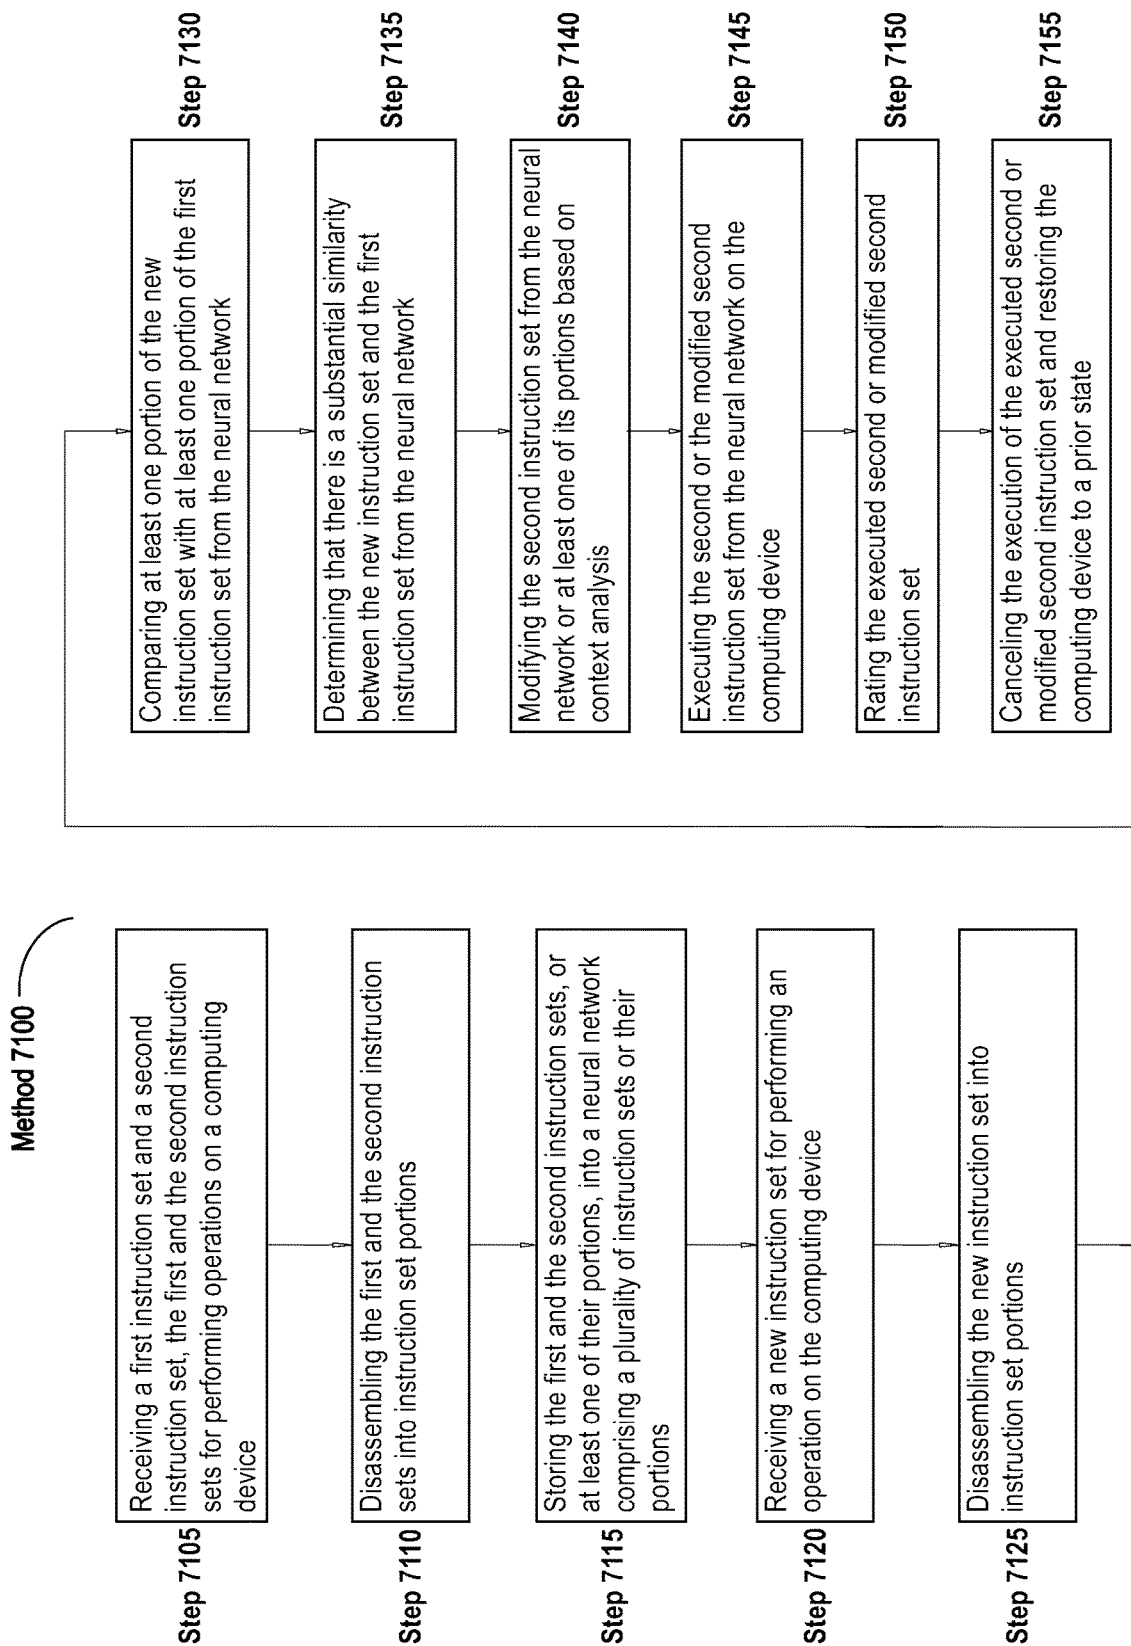 Method 7100
Step 7105
Receiving a first instruction set and a second
instruction set, the first and the second instruction
sets for performing operations on a computing
device
Step 7110
Disassembling the first and the second instruction
sets into instruction set portions
Step 7115
Storing the first and the second instruction sets, or
at least one of their portions, into a neural network
comprising a plurality of instruction sets or their
portions
Step 7120
Receiving a new instruction set for performing an
operation on the computing device
Step 7125
Disassembling the new instruction set into
instruction set portions
Comparing at least one portion of the new
instruction set with at least one portion of the first
instruction set from the neural network
Step 7130
Determining that there is a substantial similarity
between the new instruction set and the first
instruction set from the neural network
Step 7135
Modifying the second instruction set from the neural
network or at least one of its portions based on
context analysis
Step 7140
Executing the second or the modified second
instruction set from the neural network on the
computing device
Step 7145
Rating the executed second or modified second
instruction set
Step 7150
Canceling the execution of the executed second or
modified second instruction set and restoring the
computing device to a prior state
Step 7155